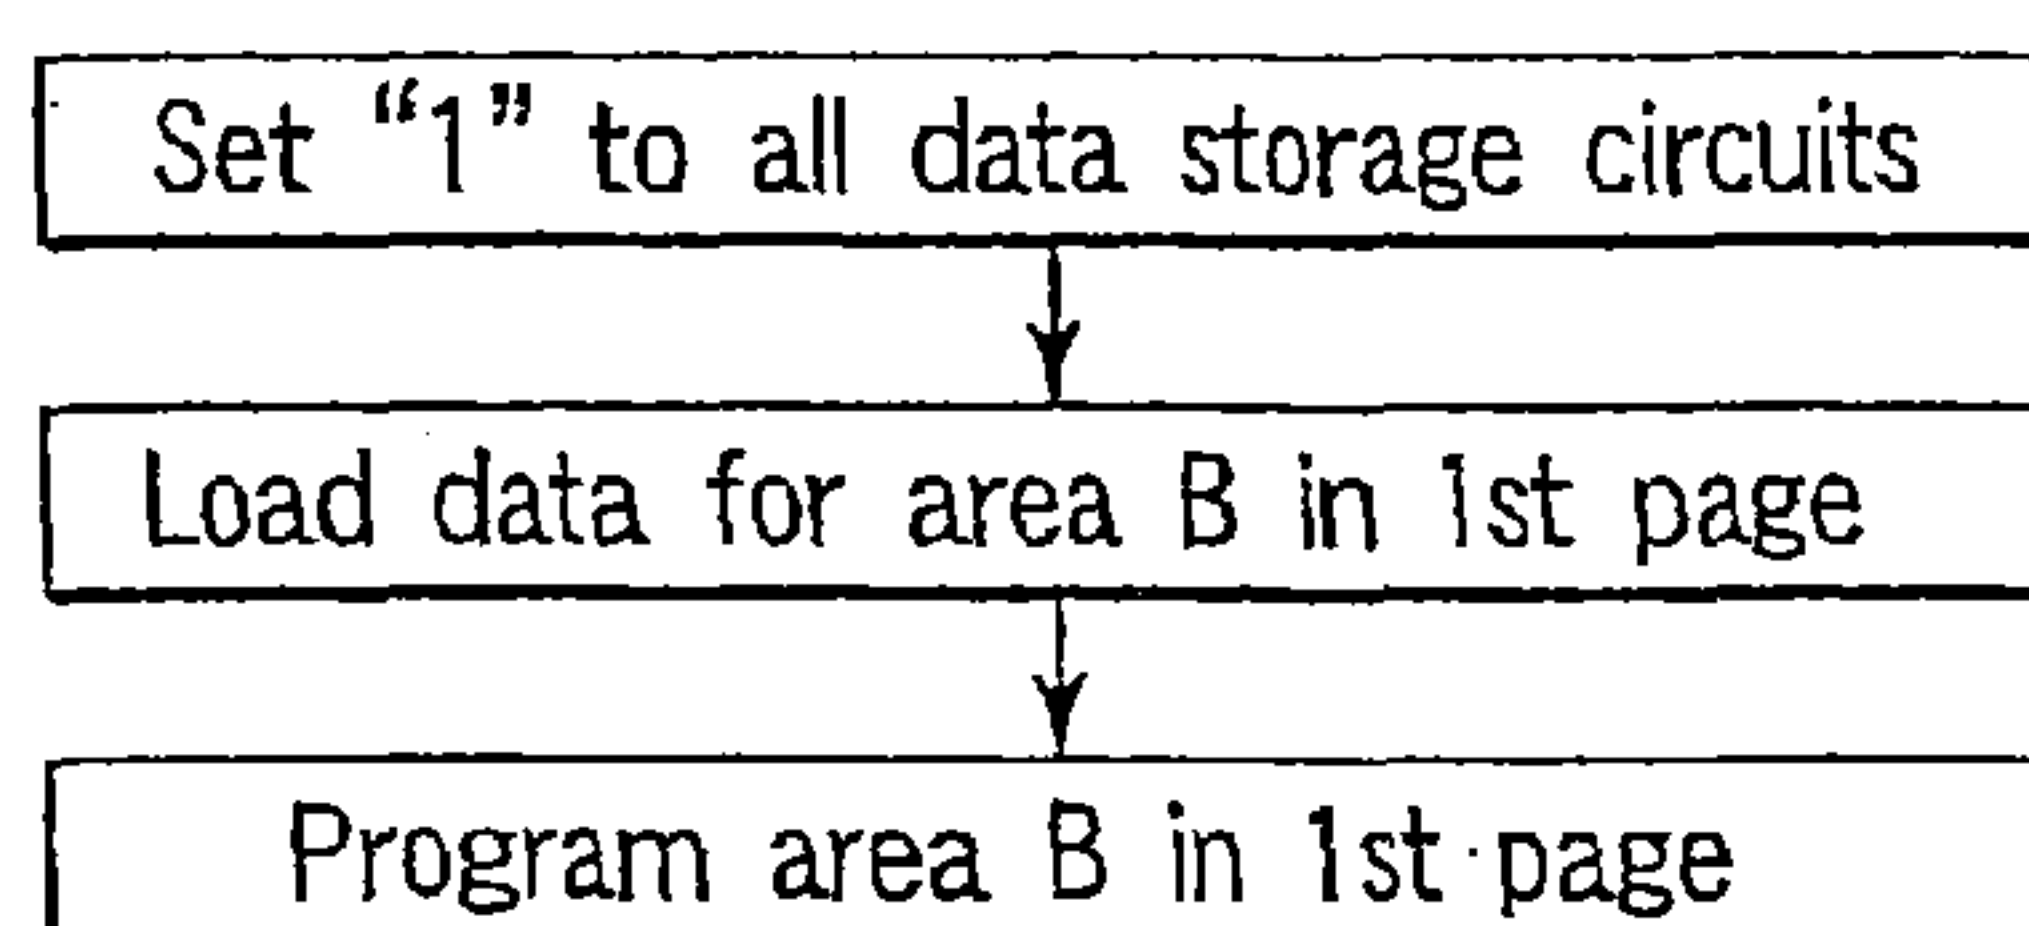 Set “1” to all data storage circuits
Load data for area B in 1st page
Program area B in 1st page